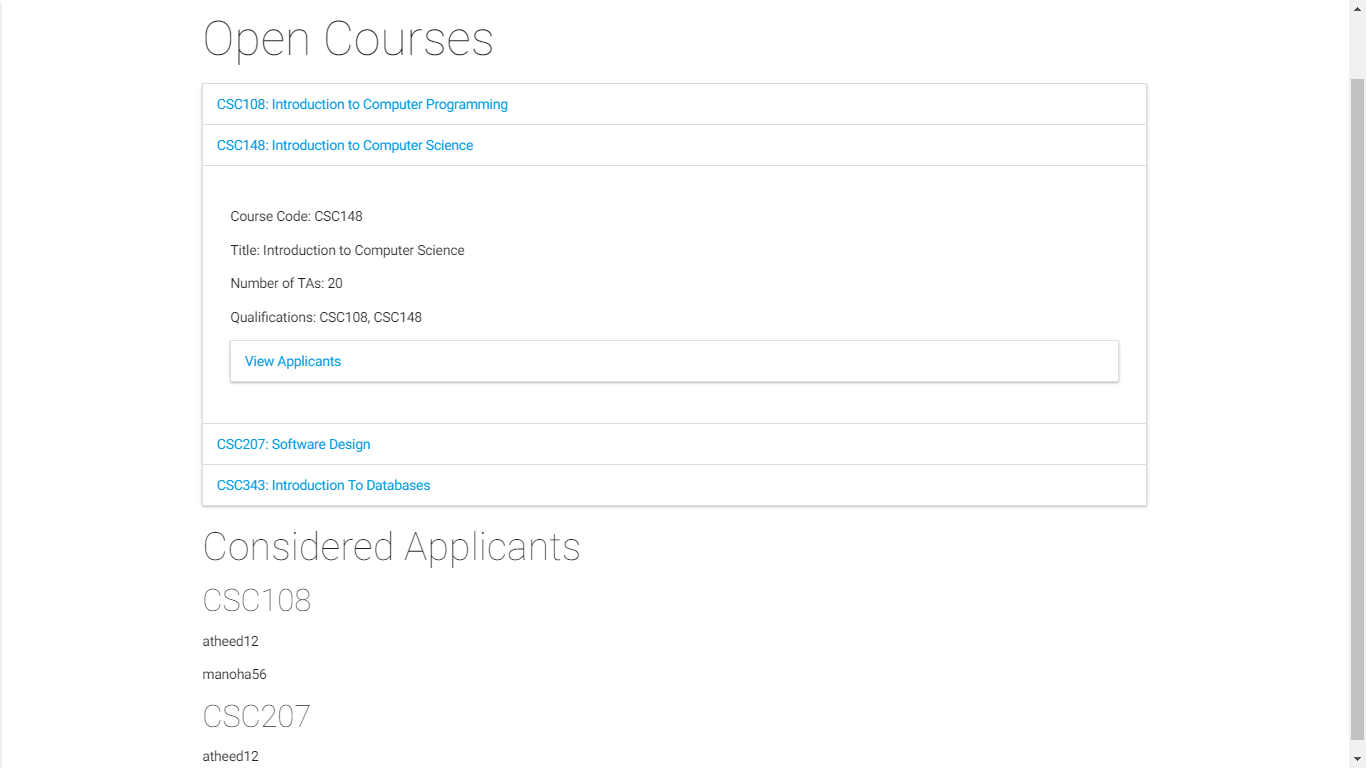 Open Courses
CSC108: Introduction to Computer Programming
CSC148: Introduction to Computer Science
Course Code: CSC148
Title: Introduction to Computer Science
Number of TAs: 20
Qualifications: CSC108, CSC148
View Applicants
CSC207: Software Design
CSC343: Introduction To Databases
Considered Applicants
CSC108
atheed12
manoha56
CSC207
atheed12